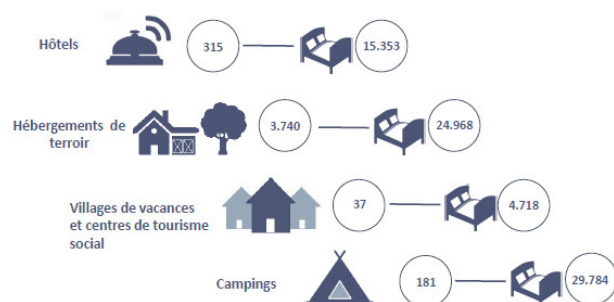 Hôtels 315 15.353
Hébergements de
terroir
3.740 24.968
Villages de vacances
et centres de tourisme
social
37 4.718
Campings 181 29.784